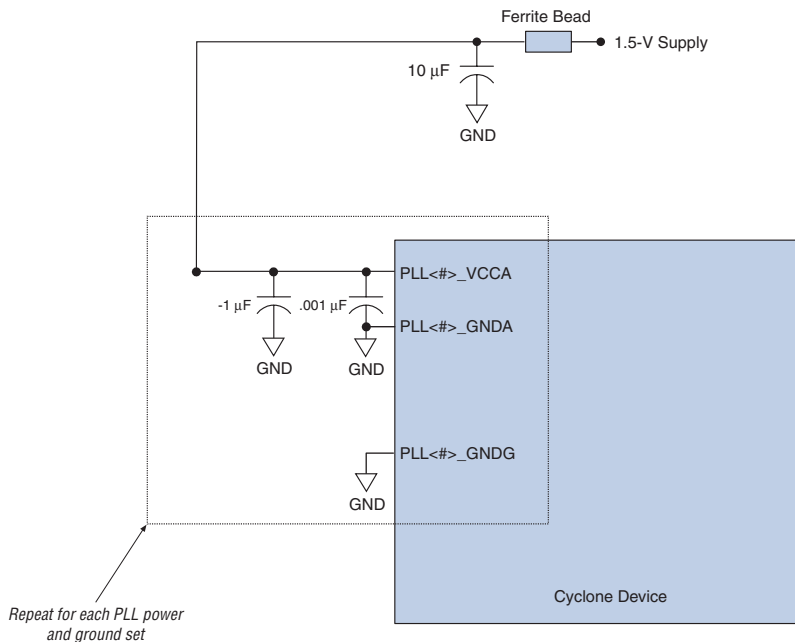 Ferrite Bead
1.5-V Supply
10 µF
GND
PLL<#>_VCCA
-1 µF
.001 µF
PLL<#>_GNDA
GND
GND
PLL<#>_GNDG
GND
Cyclone Device
Repeat for each PLL power
and ground set